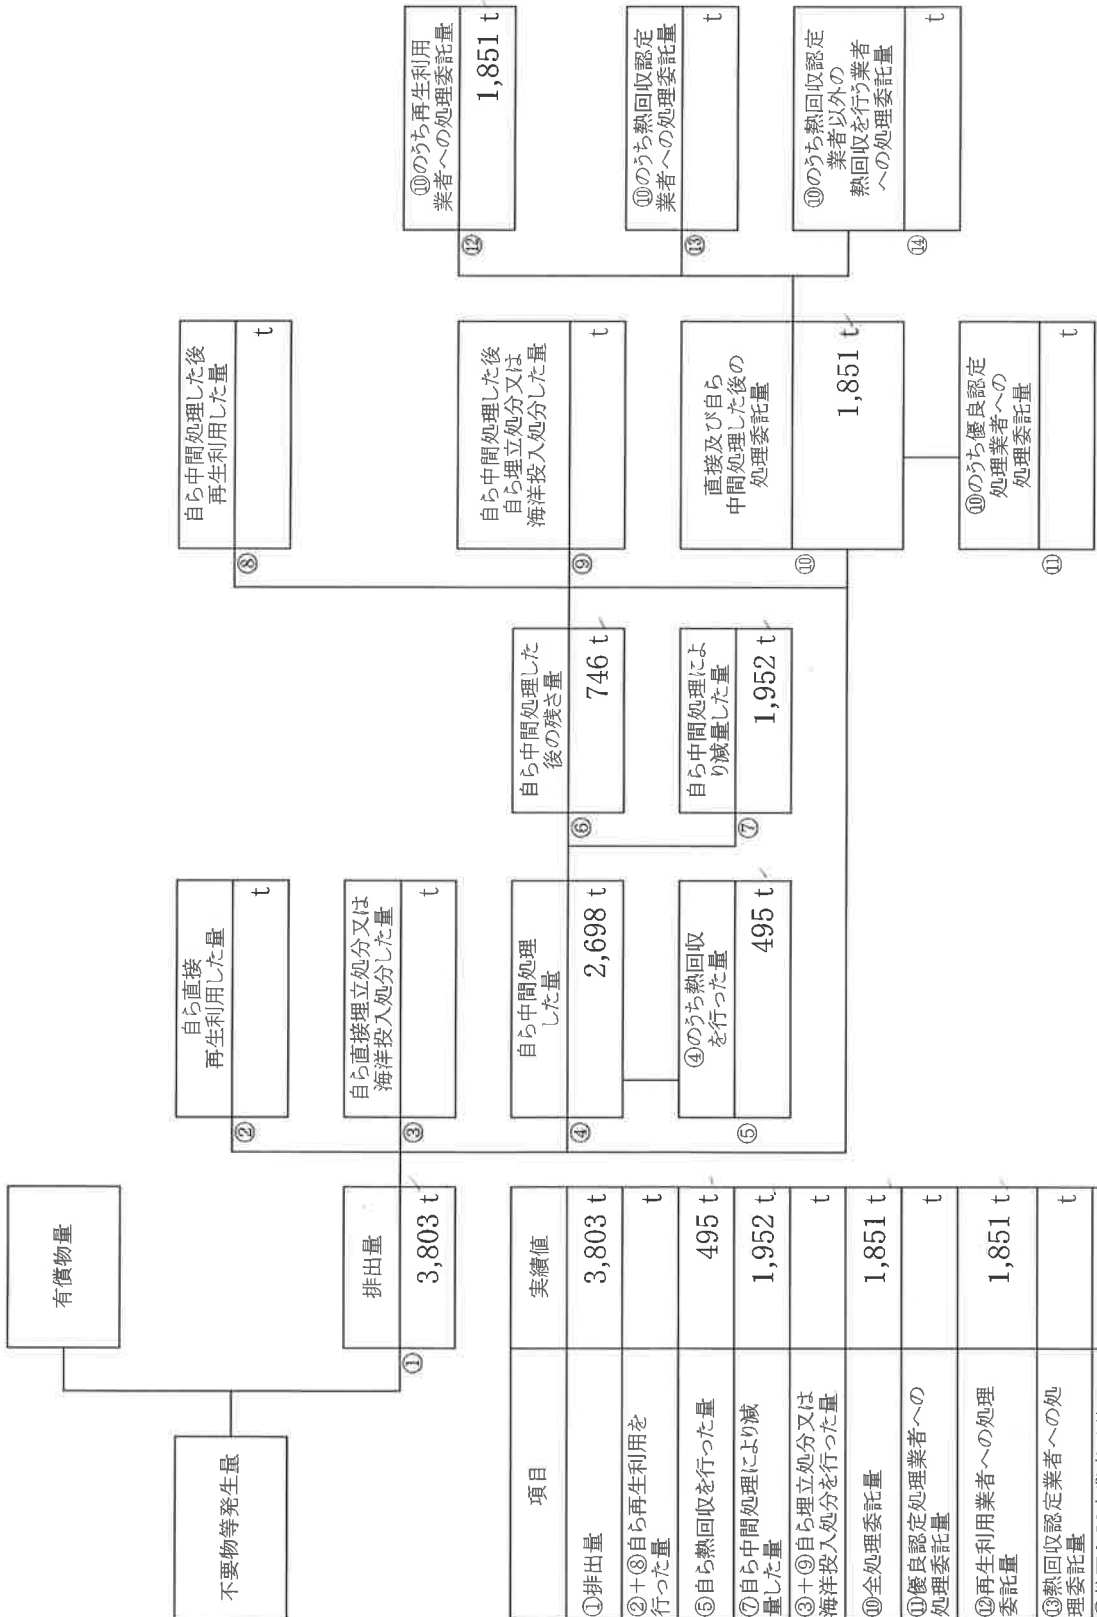 不要物等発生量
有償物量
①
排出量
3,803 t
②
自ら直接
再生利用した量
t
③
自ら直接埋立処分又は
海洋投入処分した量
t
④
自ら中間処理
した量
2,698 t
⑤
④のうち熱回収
を行った量
495 t
⑥
自ら中間処理した
後の残さ量
746 t
⑦
自ら中間処理によ
り減量した量
1,952 t
⑧
自ら中間処理した後
再生利用した量
t
⑨
自ら中間処理した後
自ら埋立処分又は
海洋投入処分した量
t
⑩
直接及び自ら
中間処理した後の
処理委託量
1,851 t
⑪
⑩のうち優良認定
処理業者への
処理委託量
t
⑫
⑩のうち再生利用
業者への処理委託量
1,851 t
⑬
⑩のうち熱回収認定
業者への処理委託量
t
⑭
⑩のうち熱回収認定
業者以外の
熱回収を行う業者
への処理委託量
t
項目 実績値
①排出量 3,803 t
②+⑧自ら再生利用を
行った量 t
⑤自ら熱回収を行った量 495 t
⑦自ら中間処理により減
量した量 1,952 t
③+⑨自ら埋立処分又は
海洋投入処分を行った量 t
⑩全処理委託量 1,851 t
⑪優良認定処理業者への
処理委託量 t
⑫再生利用業者への処理
委託量 1,851 t
⑬熱回収認定業者への処
理委託量 t